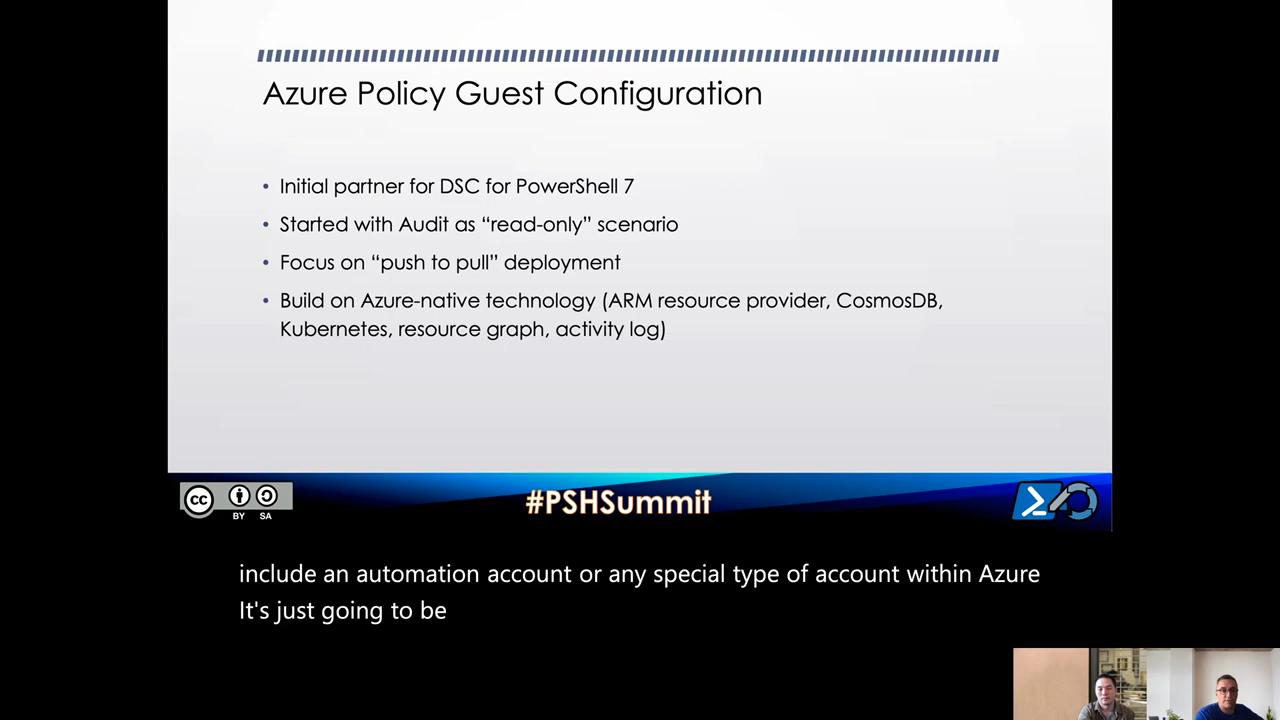 Azure Policy Guest Configuration
• Initial partner for DSC for PowerShell 7
• Started with Audit as “read-only” scenario
• Focus on “push to pull” deployment
• Build on Azure-native technology (ARM resource provider, CosmosDB,
Kubernetes, resource graph, activity log)
cc
BY SA
#PSHSummit
include an automation account or any special type of account within Azure
It's just going to be